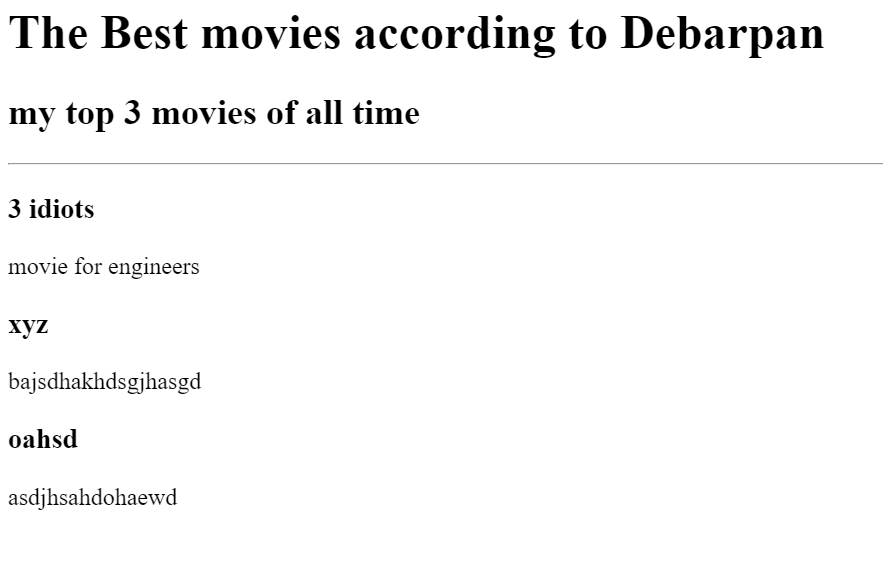 The Best movies according to Debarpan
my top 3 movies of all time
3 idiots
movie for engineers
xyz
bajsdhakhdsgjhasgd
oahsd
asdjhsahdohaewd